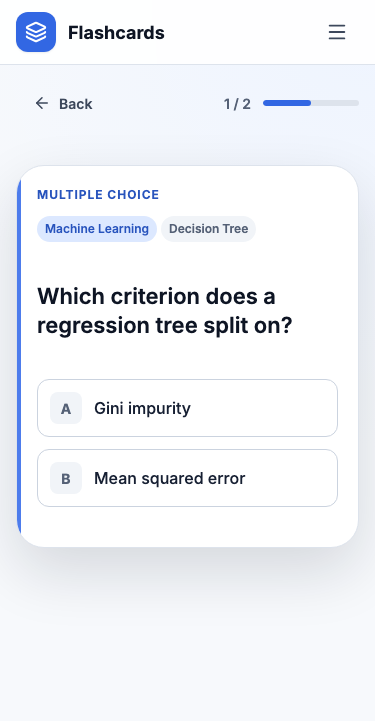 Flashcards
Back
1 / 2
MULTIPLE CHOICE
Machine Learning Decision Tree
Which criterion does a
regression tree split on?
A Gini impurity
B Mean squared error